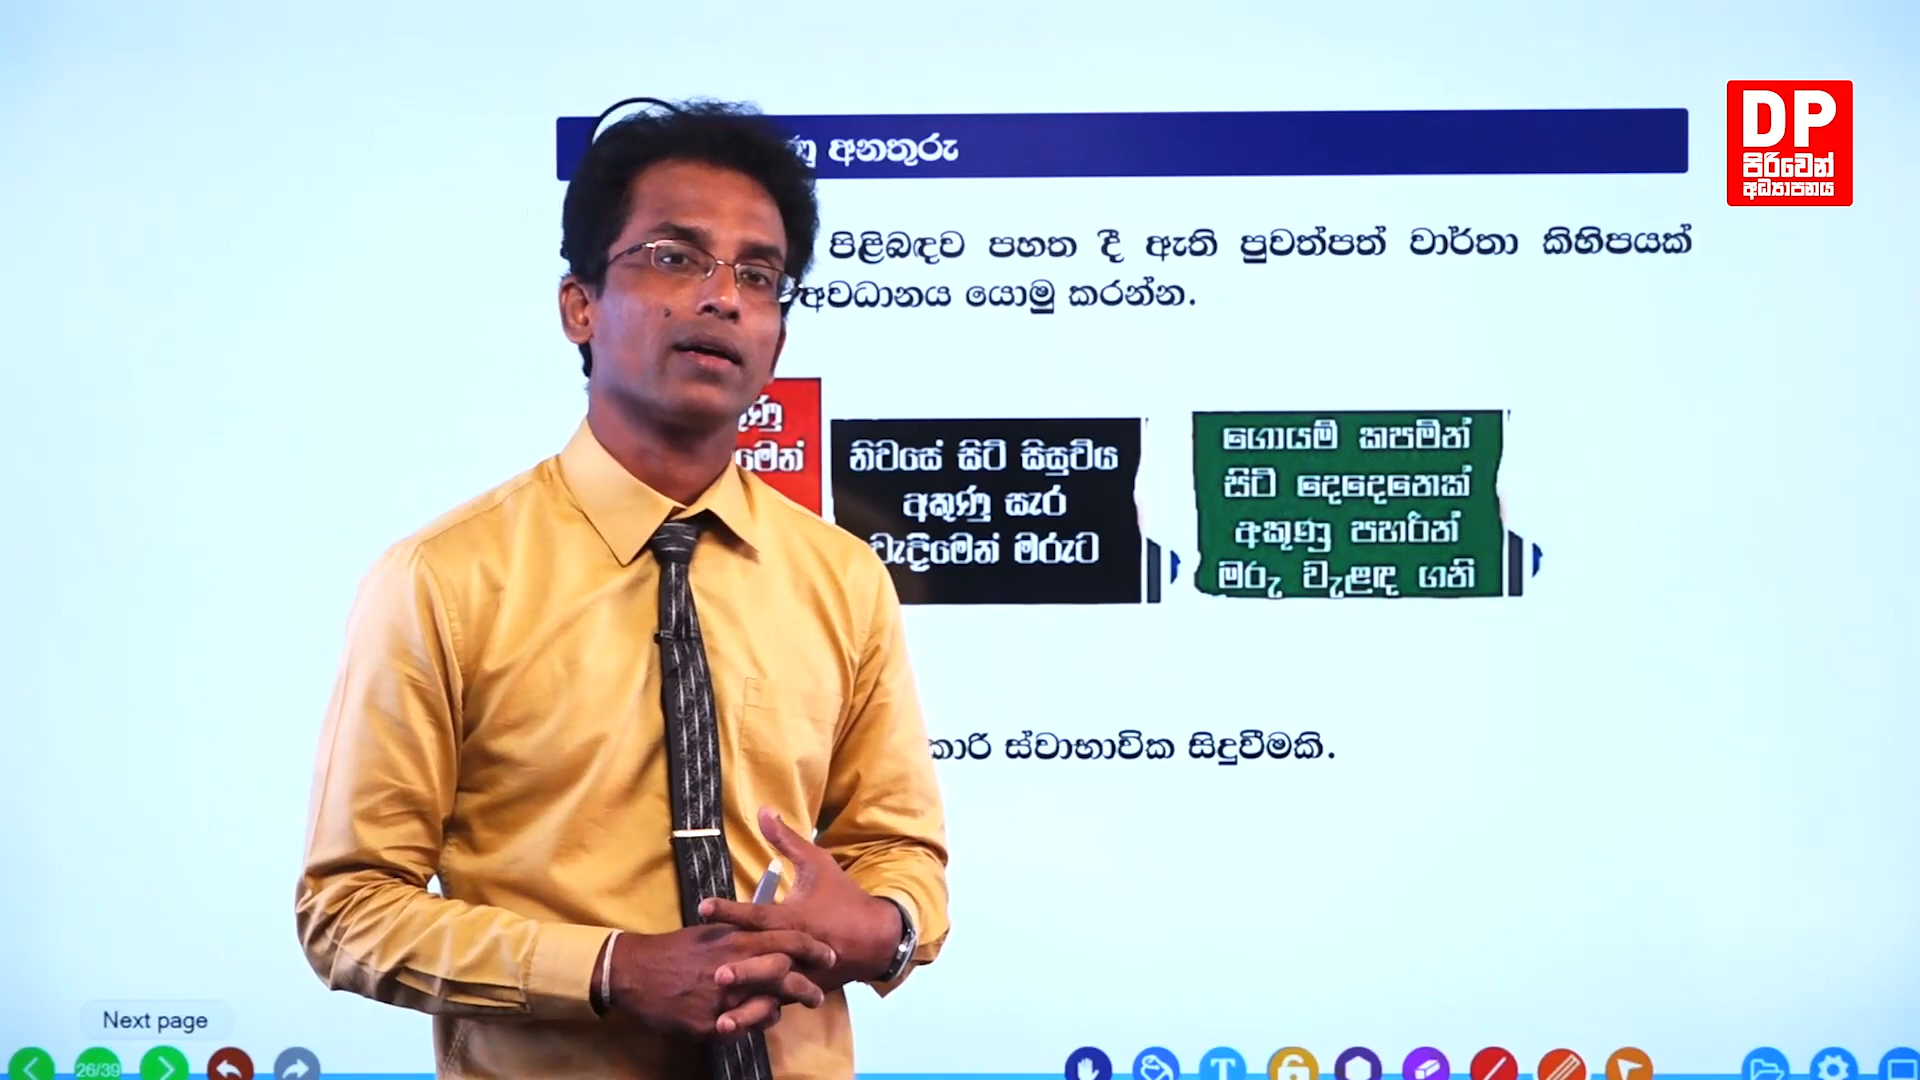 අනතුරු
DP
පිරිවෙන්
අධ්‍යාපනය
පිළිබඳව පහත දී ඇති පුවත්පත් වාර්තා කිහිපයක්
අවධානය යොමු කරන්න.
නිවසේ සිටි සිසුවිය
අකුණු සැර
වැදීමෙන් මරුට
ගොයම් කපමින්
සිටි දෙදෙනෙක්
අකුණු පහරින්
මරු වැළඳ ගනි
ස්වාභාවික සිදුවීමකි.
Next page
26/39